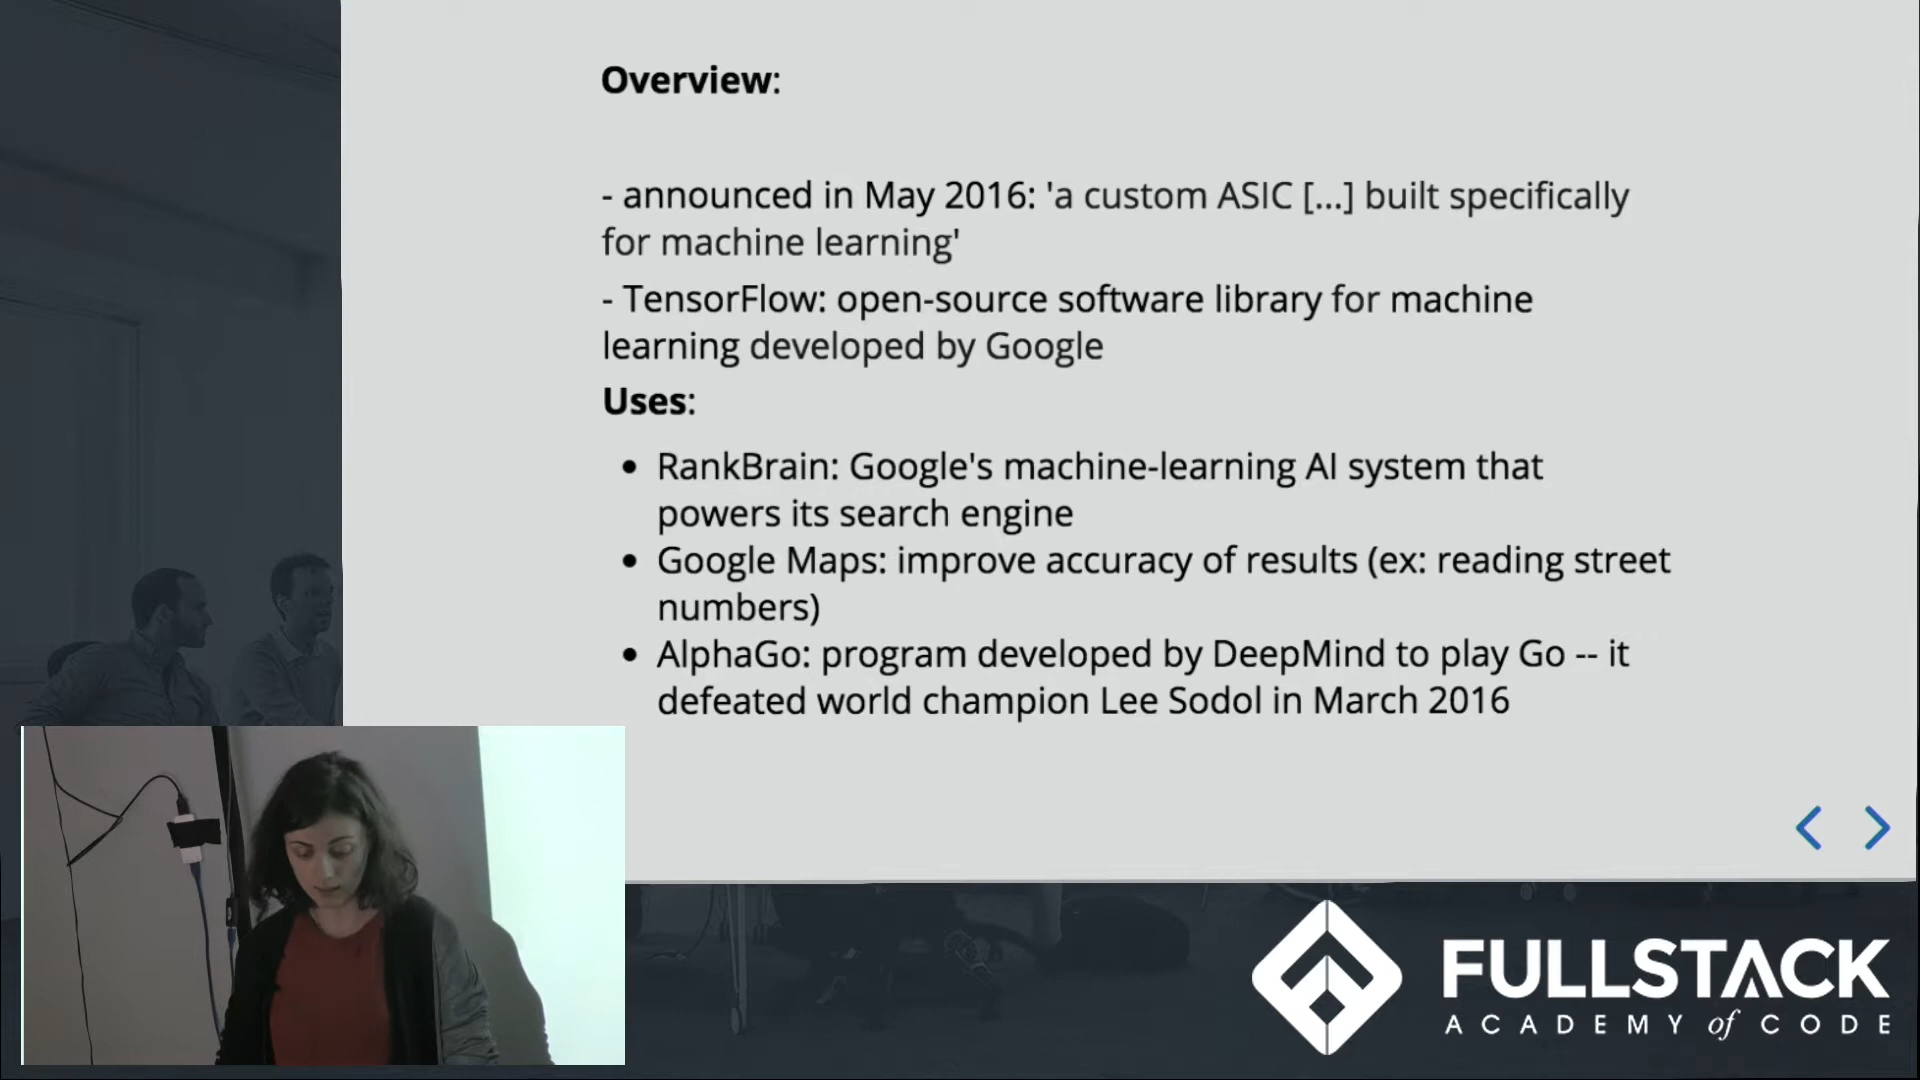 Overview:
- announced in May 2016: 'a custom ASIC [...] built specifically
for machine learning'
- TensorFlow: open-source software library for machine
learning developed by Google
Uses:
• RankBrain: Google's machine-learning AI system that
powers its search engine
• Google Maps: improve accuracy of results (ex: reading street
numbers)
• AlphaGo: program developed by DeepMind to play Go -- it
defeated world champion Lee Sodol in March 2016
FULLSTACK
ACADEMY of CODE